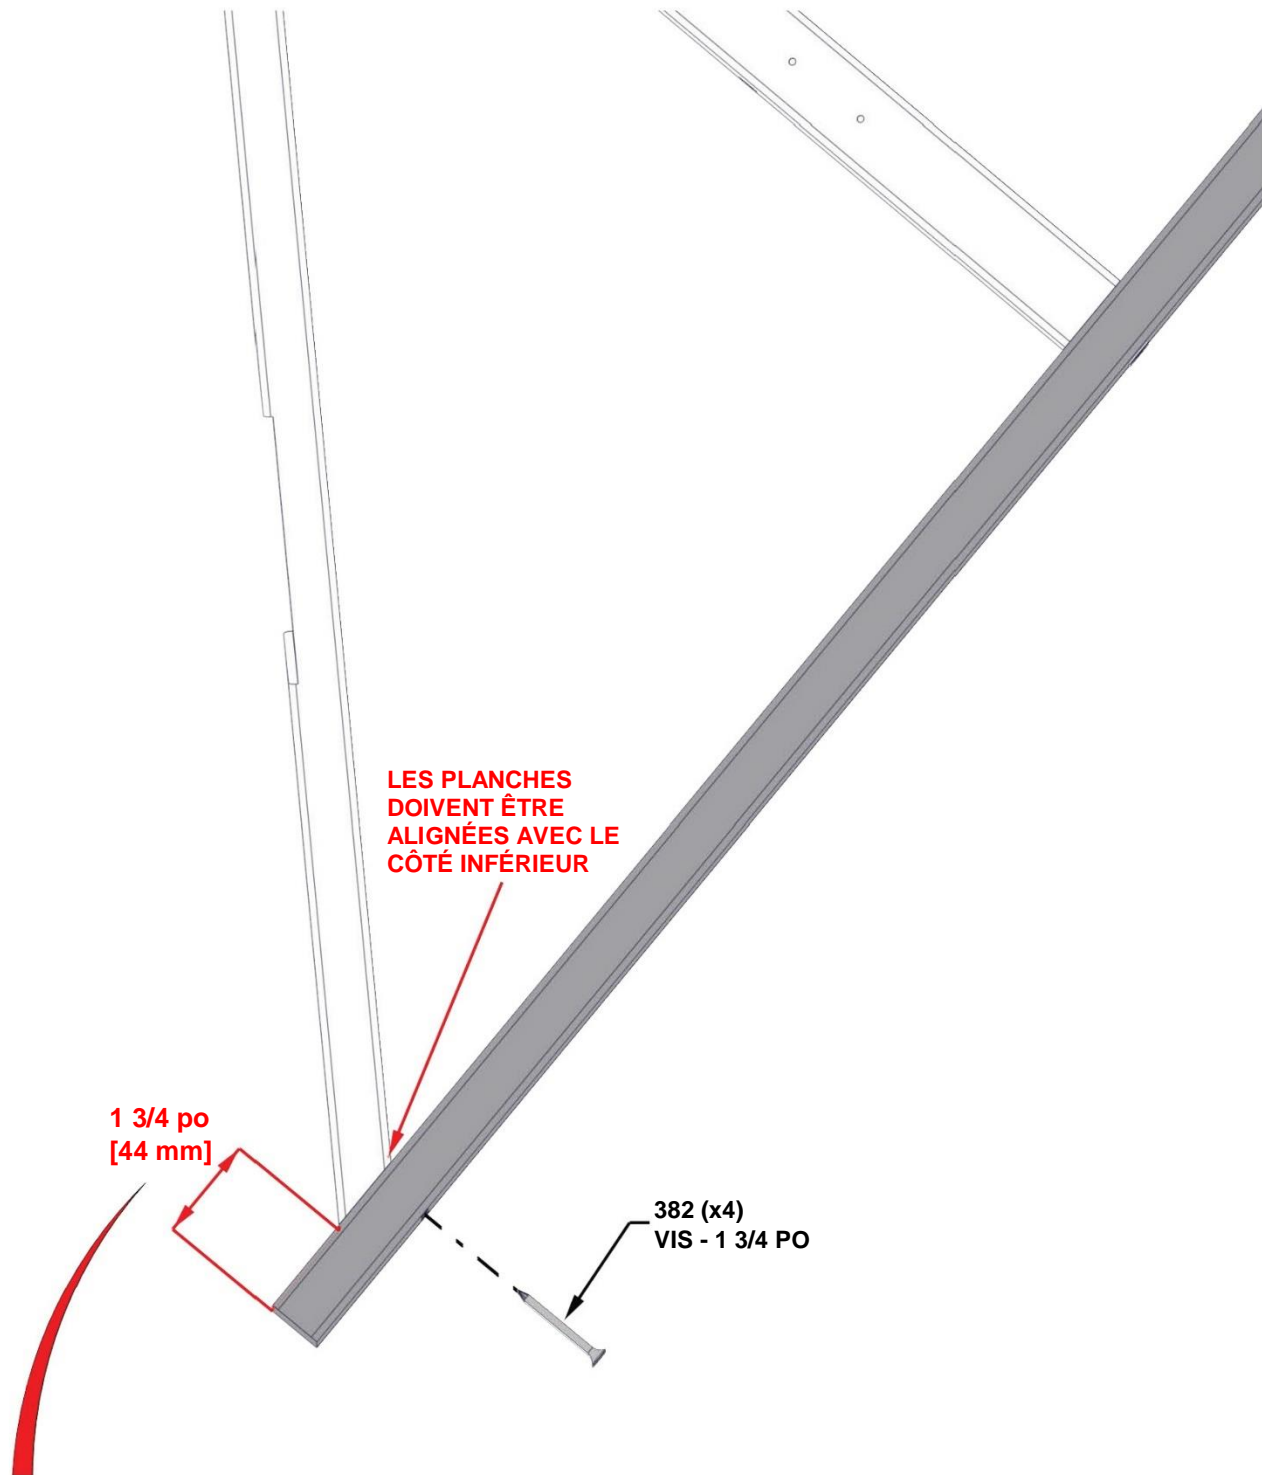 LES PLANCHES
DOIVENT ÊTRE
ALIGNÉES AVEC LE
CÔTÉ INFÉRIEUR
1 3/4 po
[44 mm]
382 (x4)
VIS - 1 3/4 PO